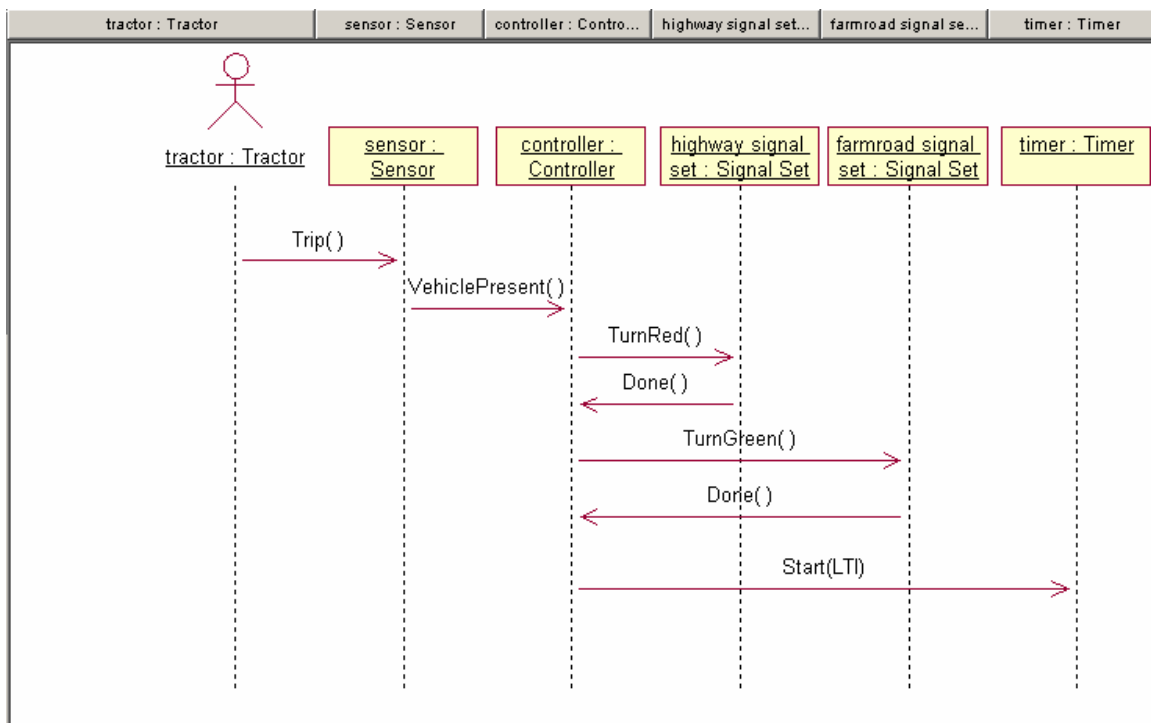 tractor : Tractor
sensor : Sensor
controller : Contro...
highway signal set...
farmroad signal se...
timer : Timer
tractor : Tractor
sensor :
Sensor
controller :
Controller
highway signal
set : Signal Set
farmroad signal
set : Signal Set
timer : Timer
Trip( )
VehiclePresent( )
TurnRed( )
Done( )
TurnGreen( )
Done( )
Start(LTI)